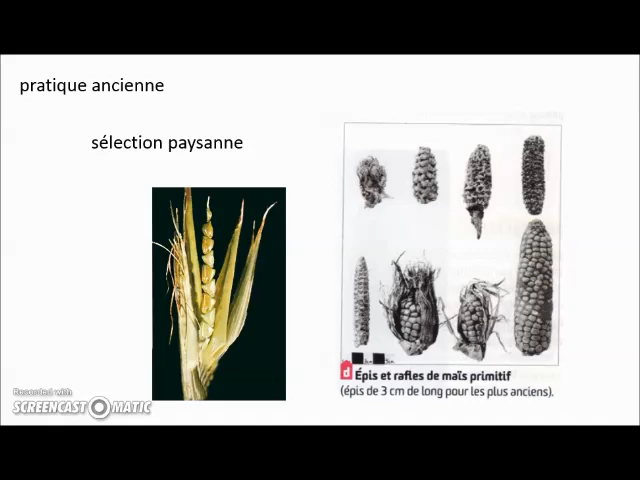 pratique ancienne
sélection paysanne
d Épis et rafles de maïs primitif
(épis de 3 cm de long pour les plus anciens).
Recorded with
SCREENCAST-O-MATIC